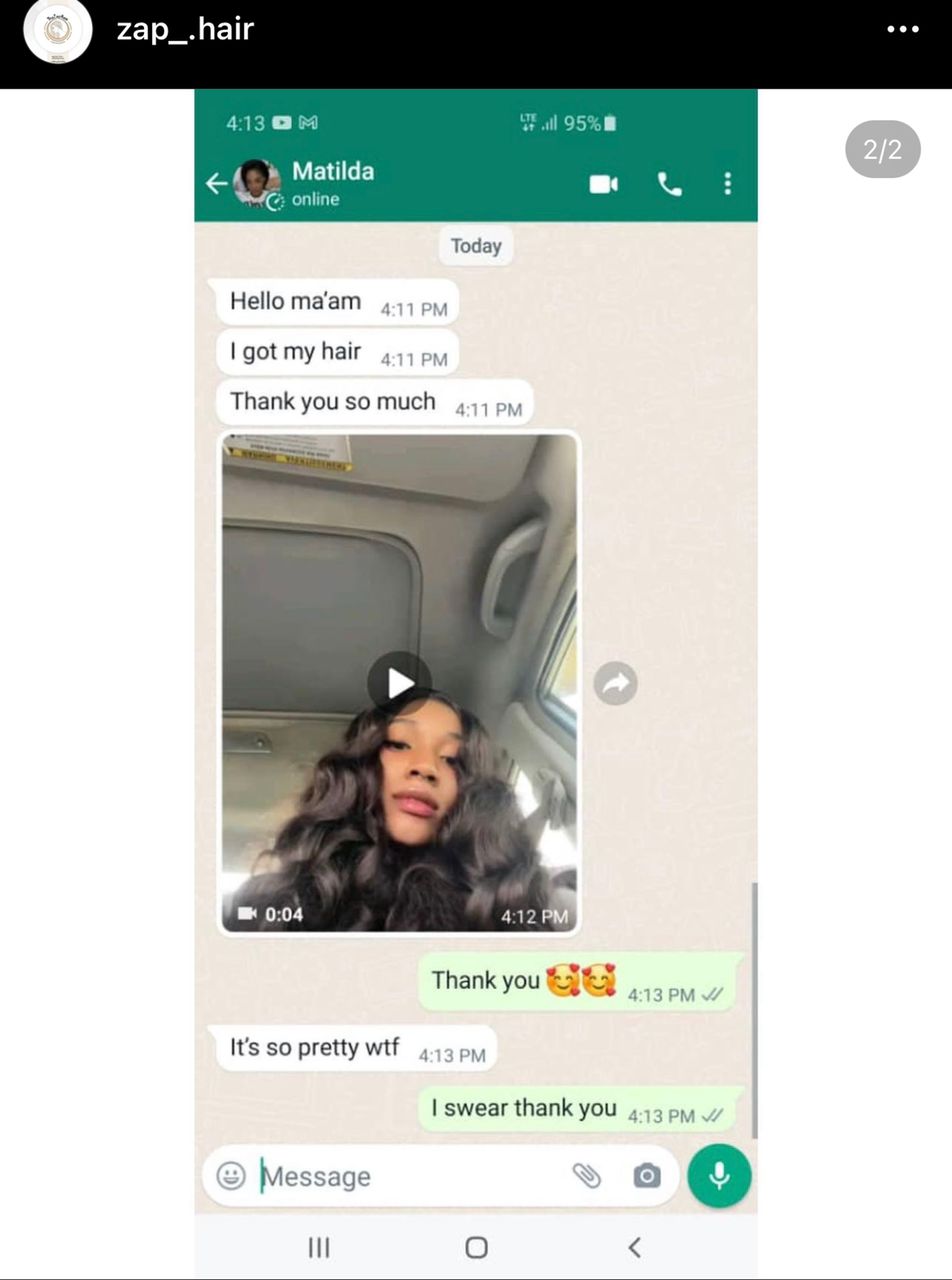 zap_.hair
4:13 LTE 95%
2/2
Matilda
online
Today
Hello ma'am 4:11 PM
I got my hair 4:11 PM
Thank you so much 4:11 PM
0:04 4:12 PM
Thank you 🥰🥰 4:13 PM
It's so pretty wtf 4:13 PM
I swear thank you 4:13 PM
Message